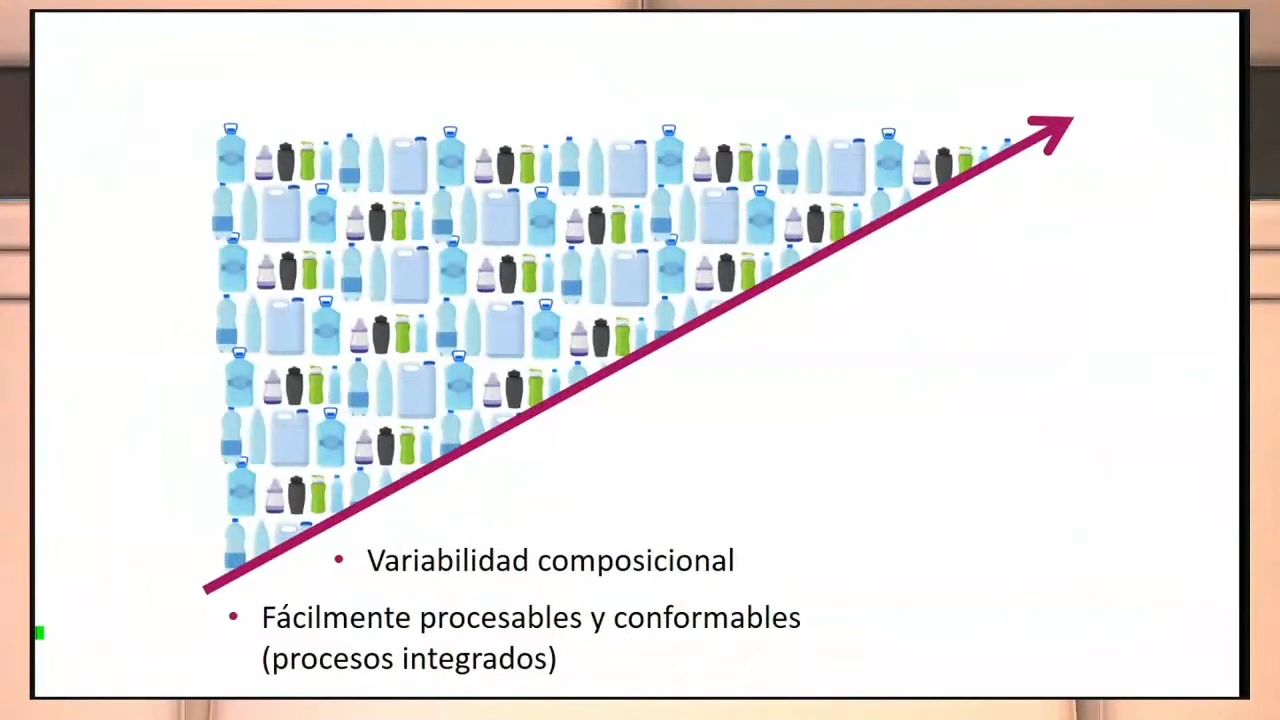 • Variabilidad composicional
• Fácilmente procesables y conformables
(procesos integrados)